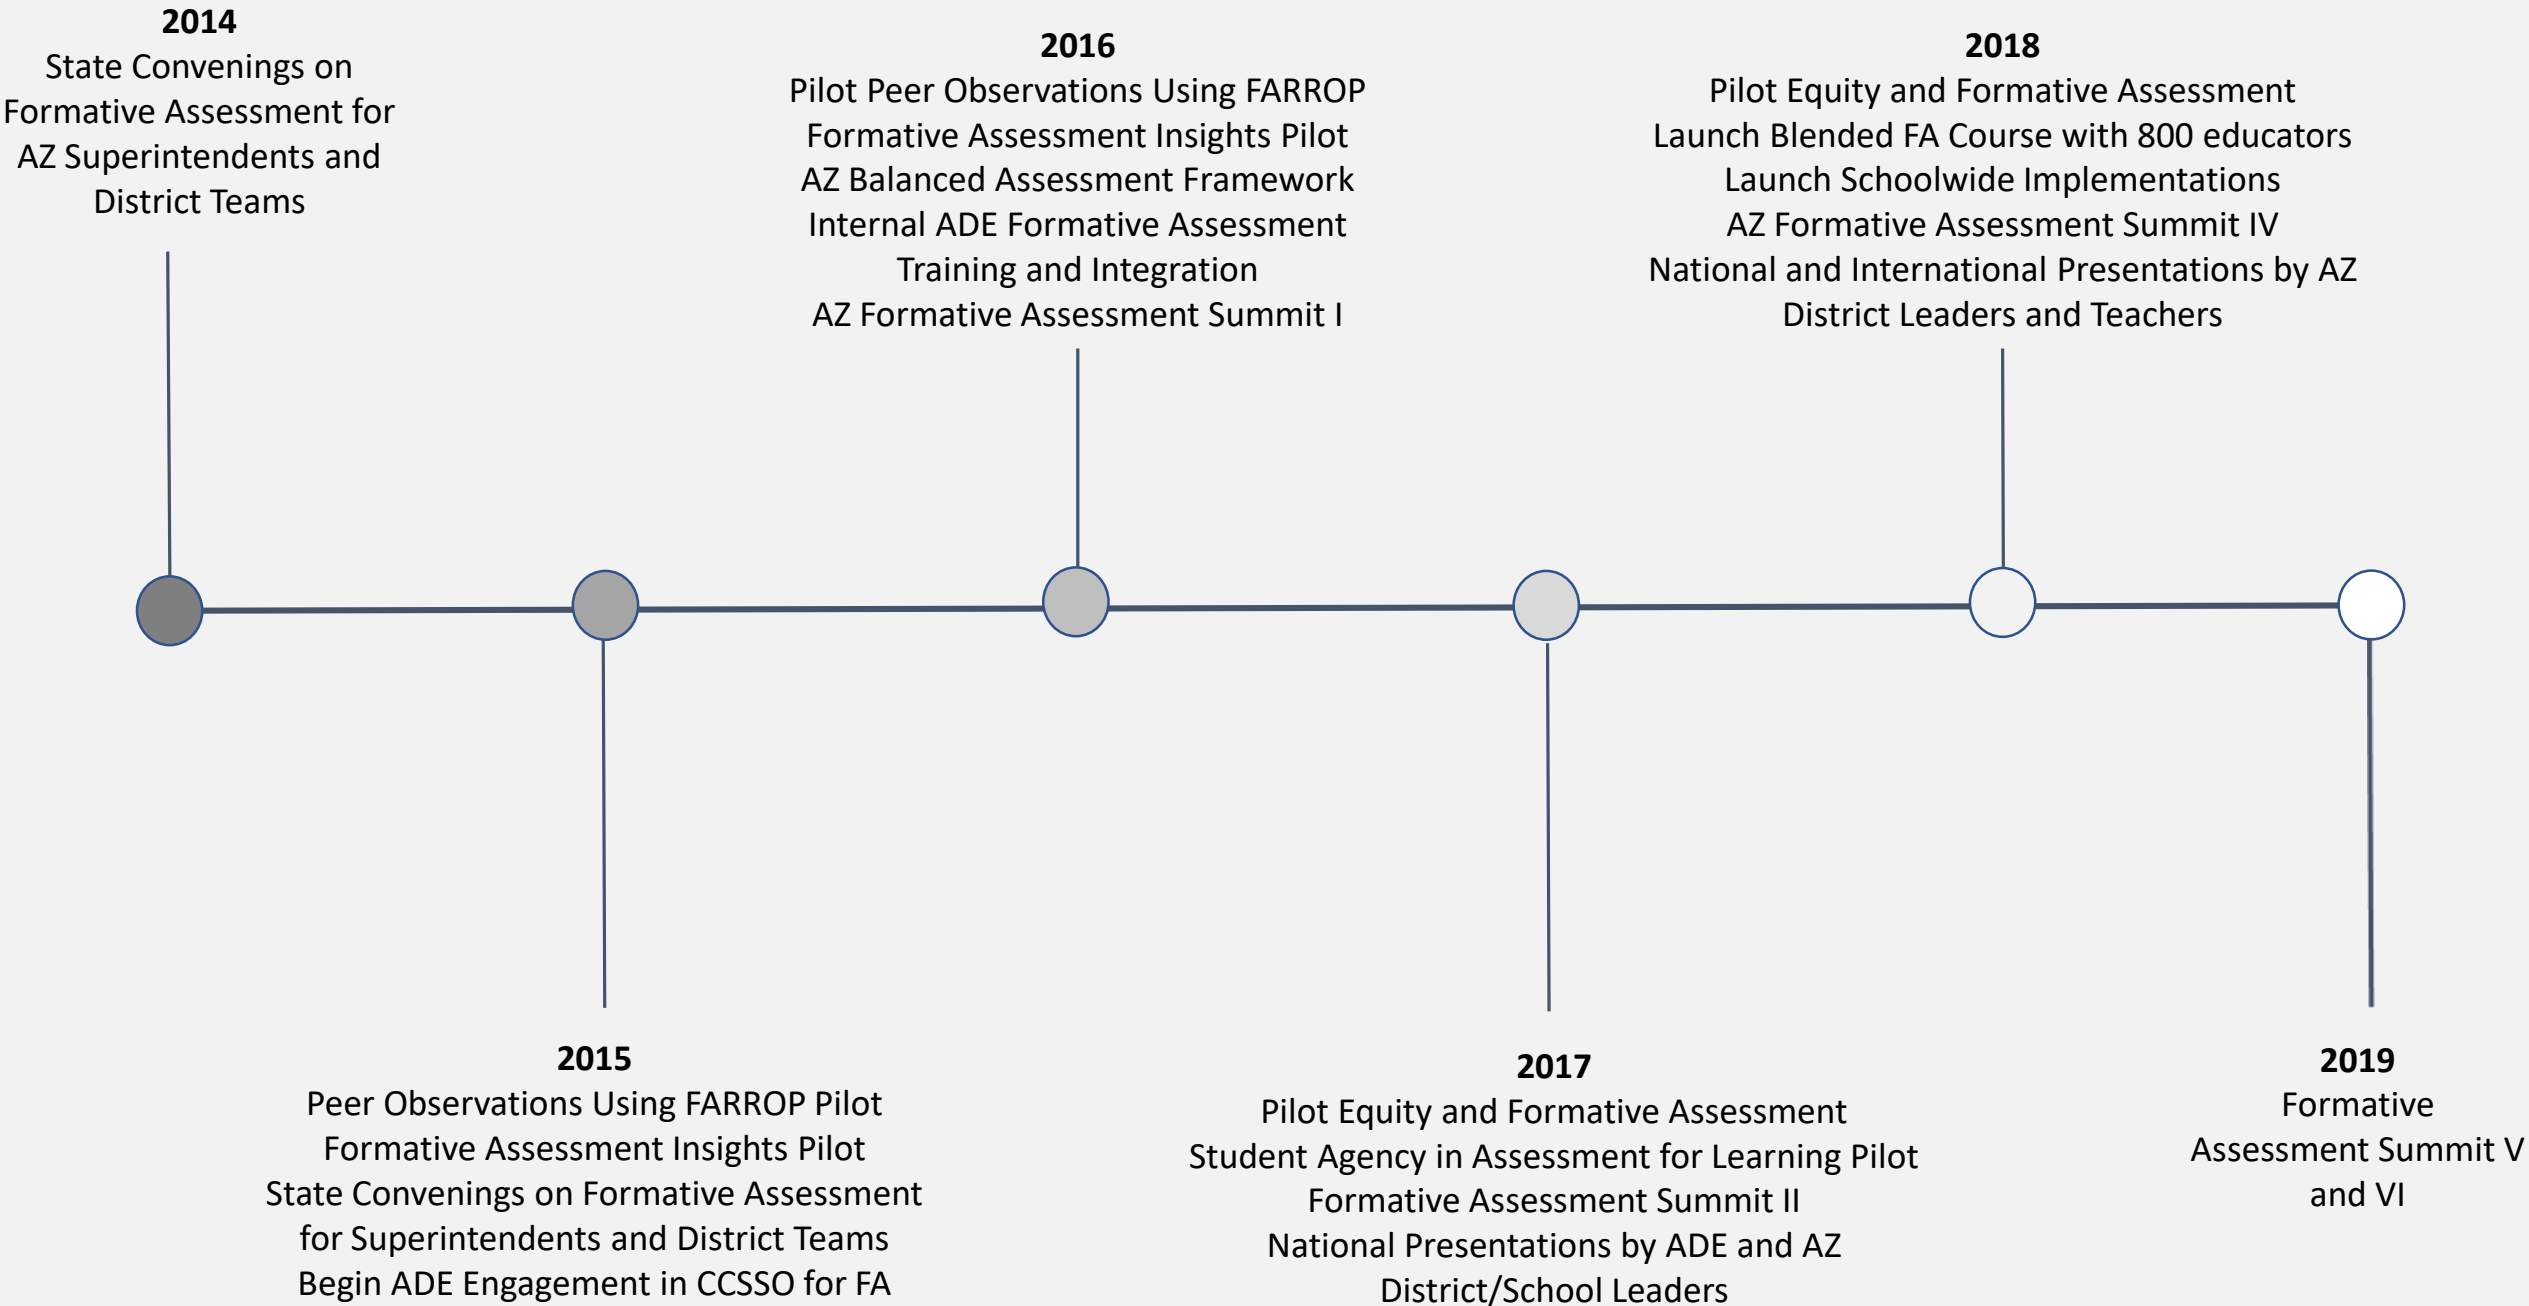 2014
State Convenings on
Formative Assessment for
AZ Superintendents and
District Teams
2016
Pilot Peer Observations Using FARROP
Formative Assessment Insights Pilot
AZ Balanced Assessment Framework
Internal ADE Formative Assessment
Training and Integration
AZ Formative Assessment Summit I
2018
Pilot Equity and Formative Assessment
Launch Blended FA Course with 800 educators
Launch Schoolwide Implementations
AZ Formative Assessment Summit IV
National and International Presentations by AZ
District Leaders and Teachers
2015
Peer Observations Using FARROP Pilot
Formative Assessment Insights Pilot
State Convenings on Formative Assessment
for Superintendents and District Teams
Begin ADE Engagement in CCSSO for FA
2017
Pilot Equity and Formative Assessment
Student Agency in Assessment for Learning Pilot
Formative Assessment Summit II
National Presentations by ADE and AZ
District/School Leaders
2019
Formative
Assessment Summit V
and VI